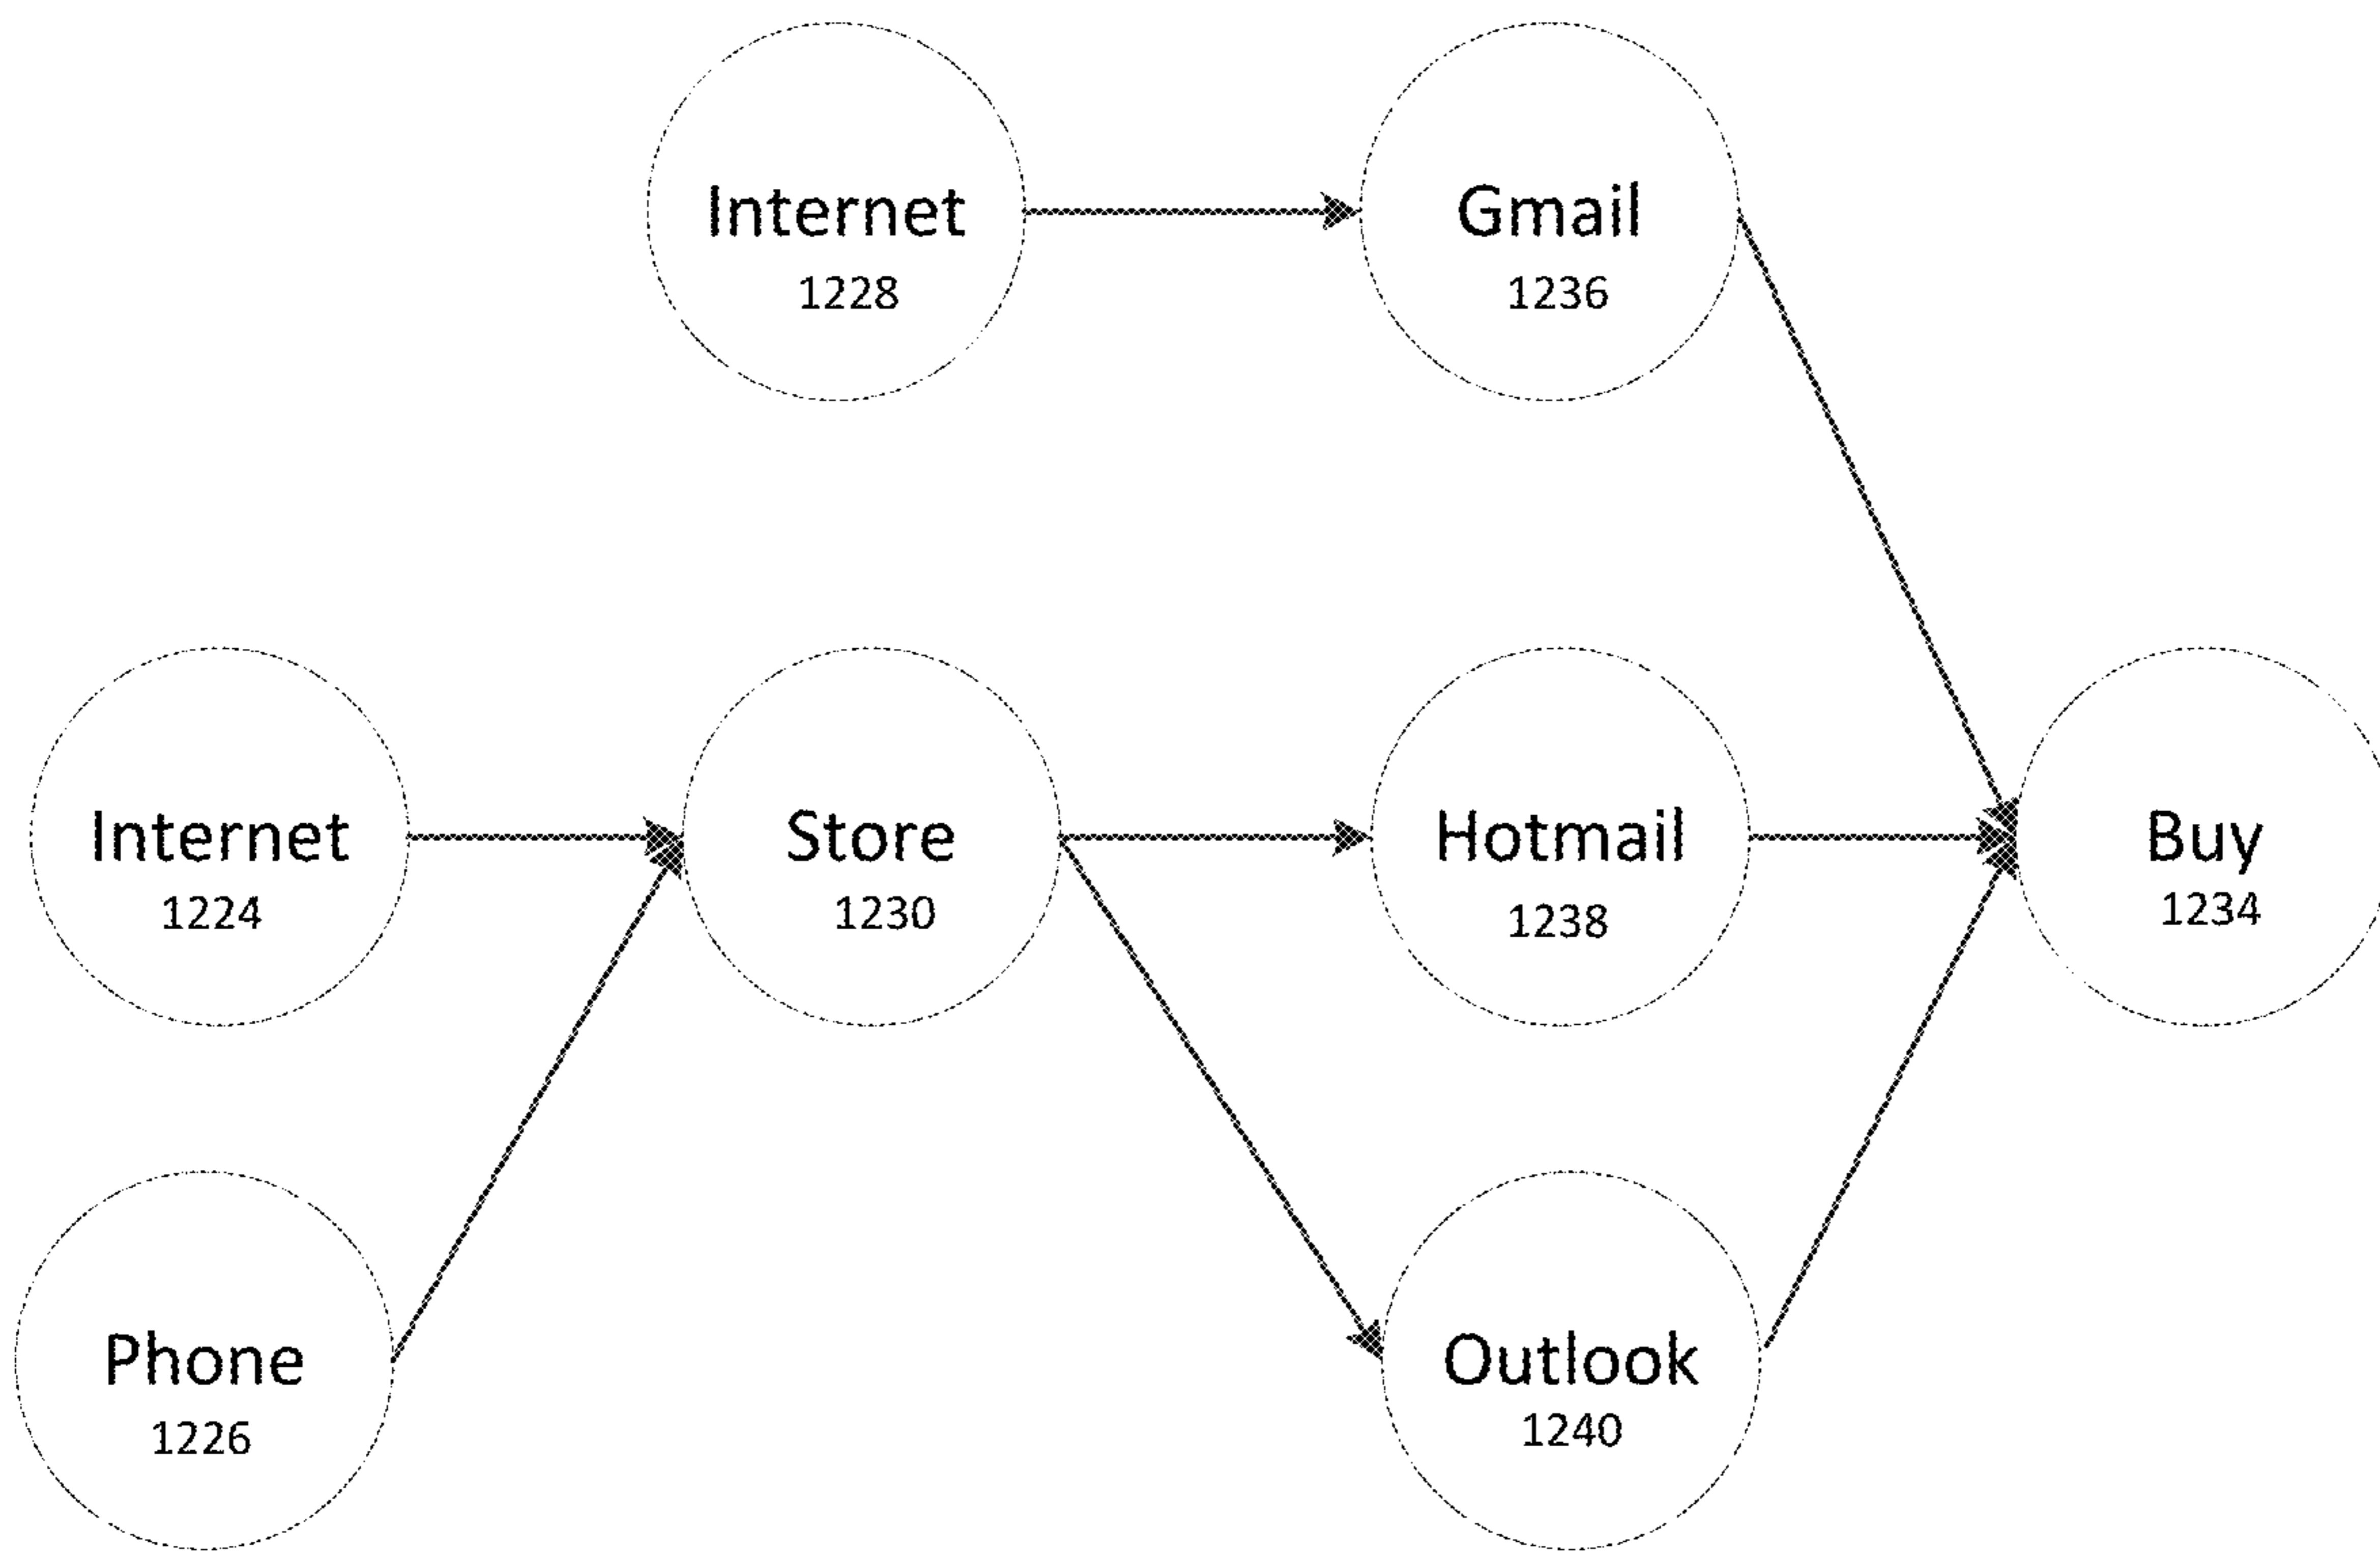 Internet
1228
Gmail
1236
Internet
1224
Store
1230
Hotmail
1238
Buy
1234
Phone
1226
Outlook
1240